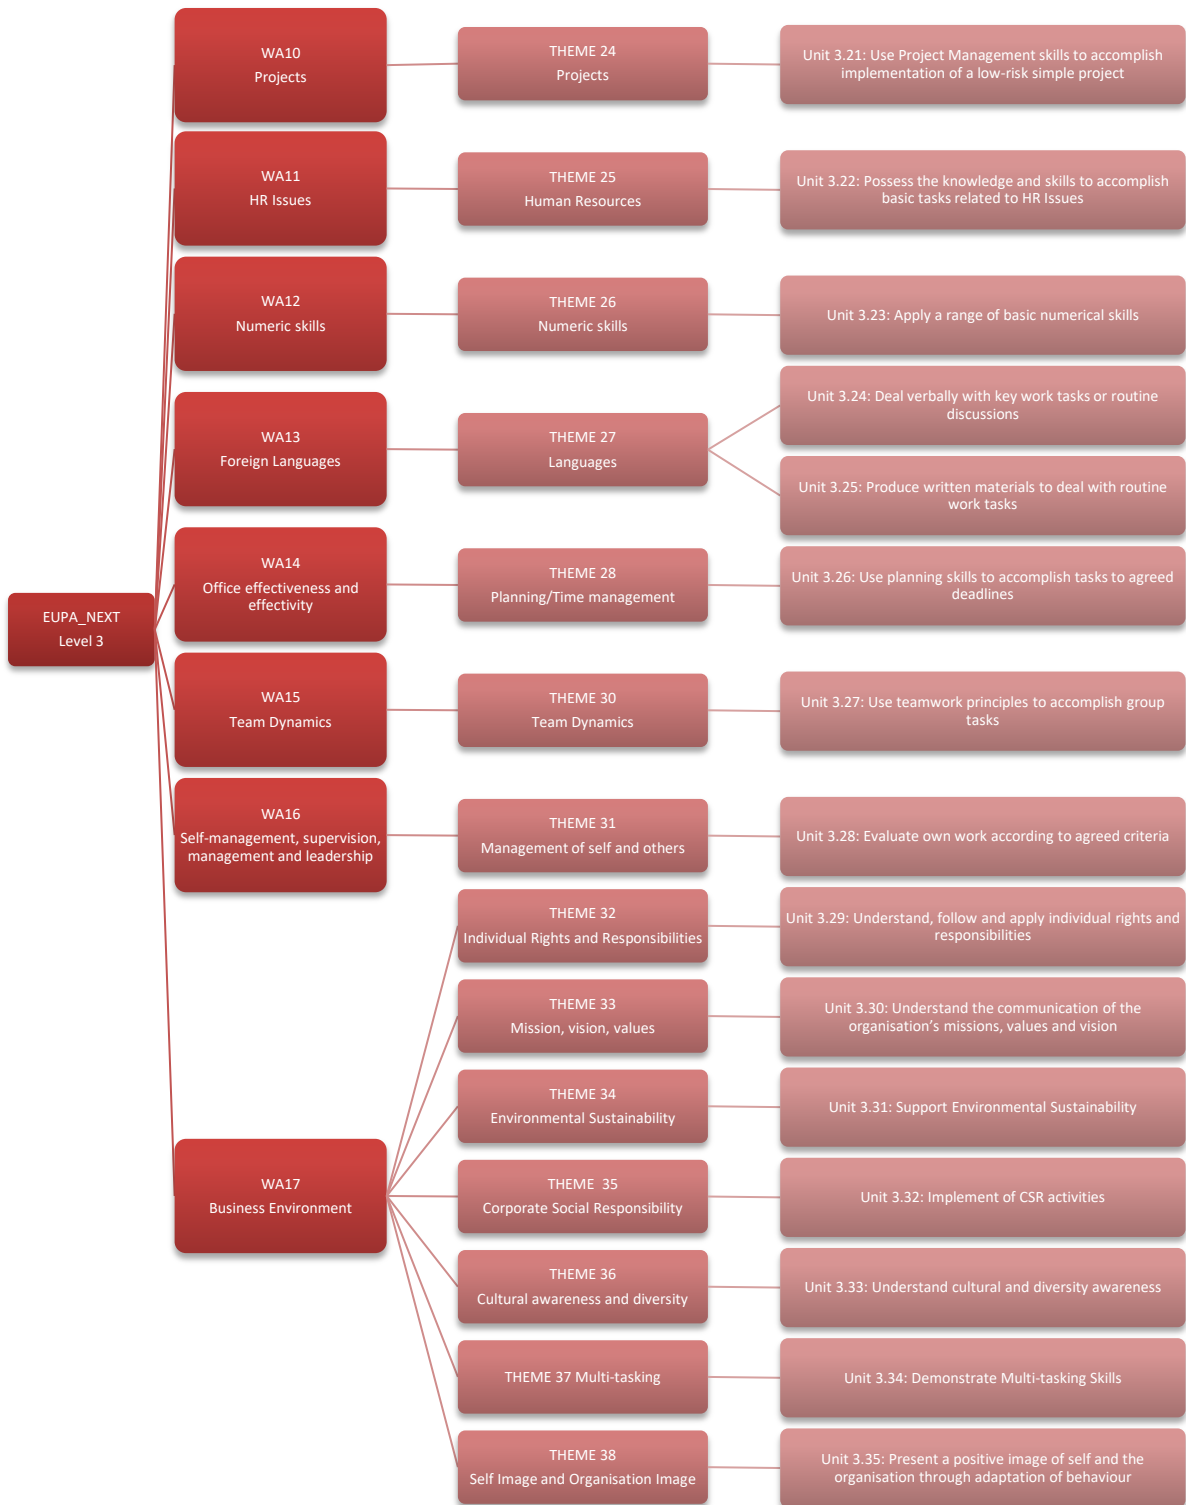 EUPA_NEXT
Level 3
WA10
Projects
THEME 24
Projects
Unit 3.21: Use Project Management skills to accomplish
implementation of a low-risk simple project
WA11
HR Issues
THEME 25
Human Resources
Unit 3.22: Possess the knowledge and skills to accomplish
basic tasks related to HR Issues
WA12
Numeric skills
THEME 26
Numeric skills
Unit 3.23: Apply a range of basic numerical skills
WA13
Foreign Languages
THEME 27
Languages
Unit 3.24: Deal verbally with key work tasks or routine
discussions
Unit 3.25: Produce written materials to deal with routine
work tasks
WA14
Office effectiveness and
effectivity
THEME 28
Planning/Time management
Unit 3.26: Use planning skills to accomplish tasks to agreed
deadlines
WA15
Team Dynamics
THEME 30
Team Dynamics
Unit 3.27: Use teamwork principles to accomplish group
tasks
WA16
Self-management, supervision,
management and leadership
THEME 31
Management of self and others
Unit 3.28: Evaluate own work according to agreed criteria
WA17
Business Environment
THEME 32
Individual Rights and Responsibilities
Unit 3.29: Understand, follow and apply individual rights and
responsibilities
THEME 33
Mission, vision, values
Unit 3.30: Understand the communication of the
organisation’s missions, values and vision
THEME 34
Environmental Sustainability
Unit 3.31: Support Environmental Sustainability
THEME  35
Corporate Social Responsibility
Unit 3.32: Implement of CSR activities
THEME 36
Cultural awareness and diversity
Unit 3.33: Understand cultural and diversity awareness
THEME 37 Multi-tasking
Unit 3.34: Demonstrate Multi-tasking Skills
THEME 38
Self Image and Organisation Image
Unit 3.35: Present a positive image of self and the
organisation through adaptation of behaviour